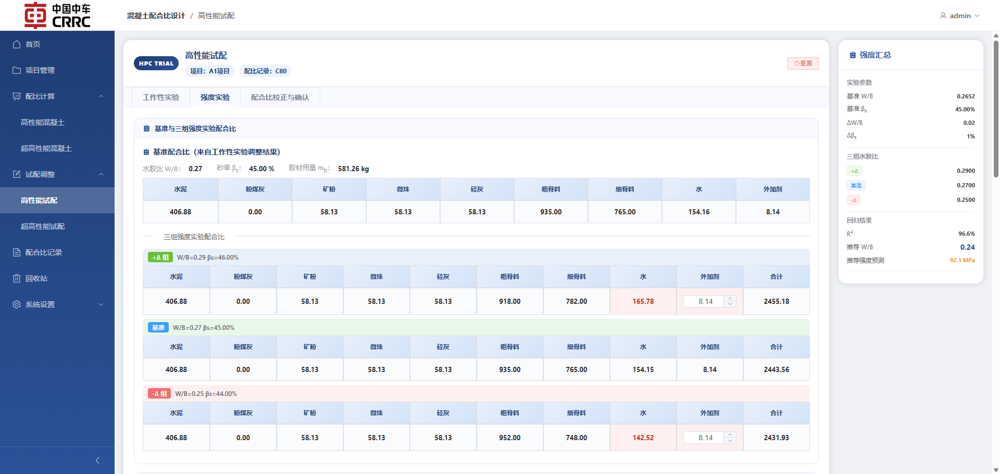 中国中车
CRRC
混凝土配合比设计 / 高性能试配
admin
首页
项目管理
配比计算
高性能混凝土
超高性能混凝土
试配调整
高性能试配
超高性能试配
配合比记录
回收站
系统设置
HPC TRIAL
高性能试配
项目：A1项目 配比记录：C80
重置
工作性实验 强度实验 配合比校正与确认
基准与三组强度实验配合比
基准配合比（来自工作性实验调整结果）
水胶比 W/B： 0.27 砂率 βs： 45.00 % 胶材用量 mb： 581.26 kg
水泥 粉煤灰 矿粉 微珠 硅灰 粗骨料 细骨料 水 外加剂
406.88 0.00 58.13 58.13 58.13 935.00 765.00 154.16 8.14
三组强度实验配合比
+Δ 组 W/B=0.29 βs=46.00%
水泥 粉煤灰 矿粉 微珠 硅灰 粗骨料 细骨料 水 外加剂 合计
406.88 0.00 58.13 58.13 58.13 918.00 782.00 165.78 8.14 2455.18
基准 W/B=0.27 βs=45.00%
水泥 粉煤灰 矿粉 微珠 硅灰 粗骨料 细骨料 水 外加剂 合计
406.88 0.00 58.13 58.13 58.13 935.00 765.00 154.15 8.14 2443.56
-Δ 组 W/B=0.25 βs=44.00%
水泥 粉煤灰 矿粉 微珠 硅灰 粗骨料 细骨料 水 外加剂 合计
406.88 0.00 58.13 58.13 58.13 952.00 748.00 142.52 8.14 2431.93
强度汇总
实验参数
基准 W/B 0.2652
基准 βs 45.00%
ΔW/B 0.02
Δβs 1%
三组水胶比
+Δ 0.2900
基准 0.2700
-Δ 0.2500
回归结果
R² 96.6%
推荐 W/B 0.24
推荐强度预测 92.1 MPa